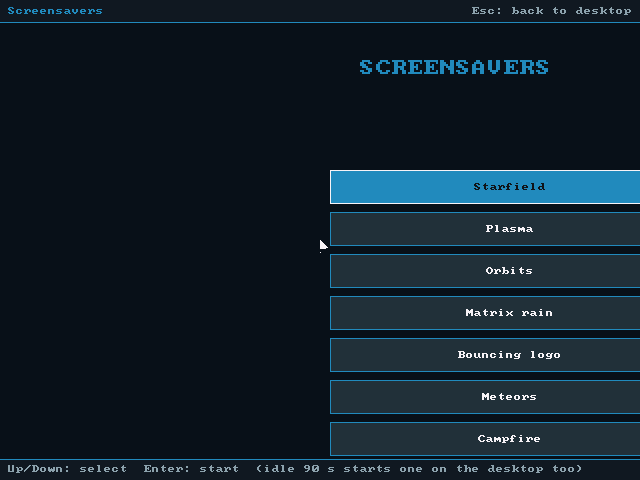 Screensavers
Esc: back to desktop
SCREENSAVERS
Starfield
Plasma
Orbits
Matrix rain
Bouncing logo
Meteors
Campfire
Up/Down: select  Enter: start  (idle 90 s starts one on the desktop too)